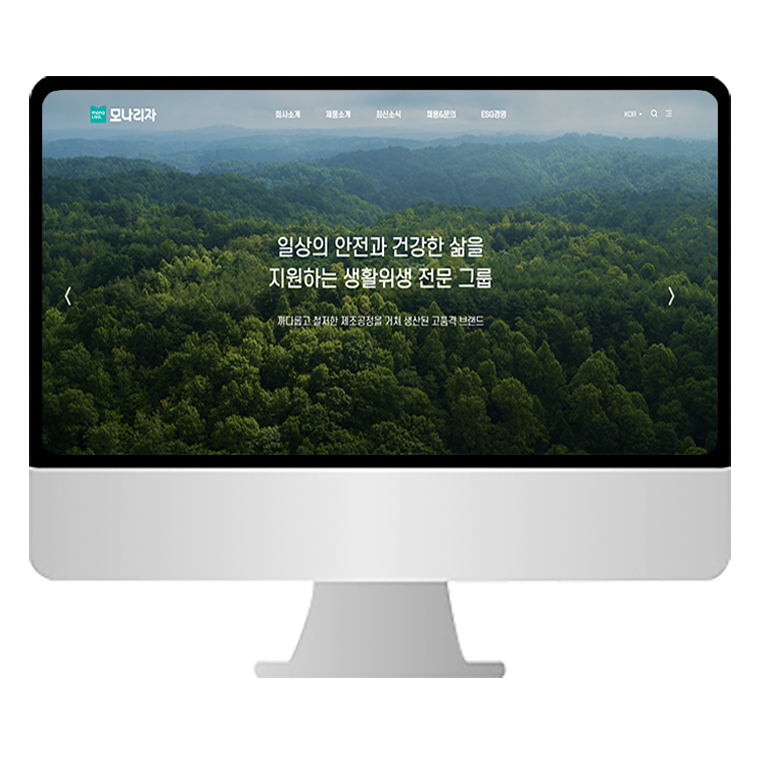 mona
LISA
모나리자
회사소개 제품소개 최신소식 채용&문의 ESG경영
KOR
일상의 안전과 건강한 삶을
지원하는 생활위생 전문 그룹
까다롭고 철저한 제조공정을 거쳐 생산된 고품격 브랜드